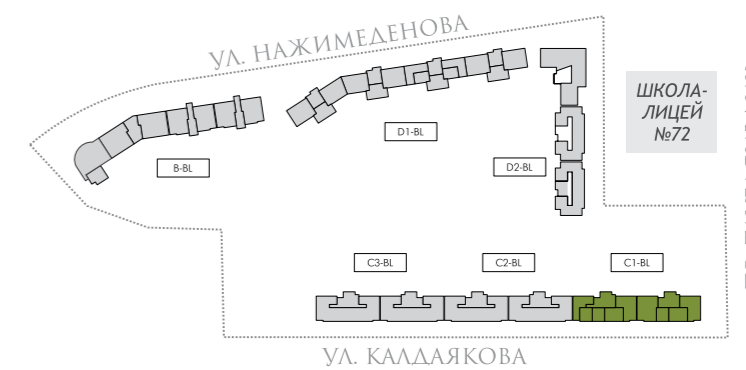 УЛ. НАЖИМЕДЕНОВА
ШКОЛА-
ЛИЦЕЙ
№72
D1-BL
B-BL
D2-BL
C3-BL
C2-BL
C1-BL
УЛ. КАЛДАЯКОВА